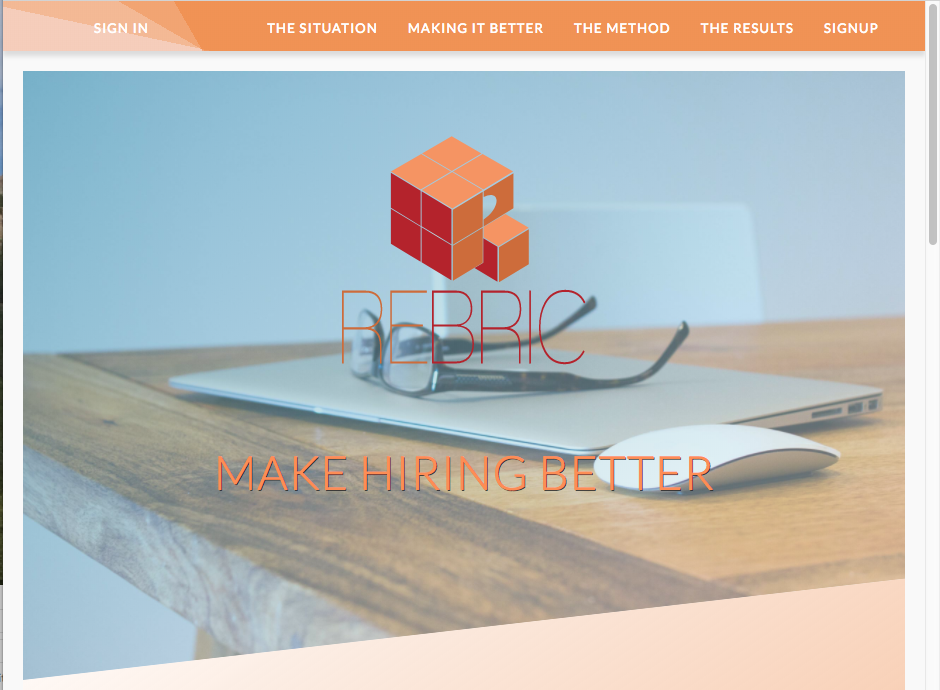 SIGN IN
THE SITUATION
MAKING IT BETTER
THE METHOD
THE RESULTS
SIGNUP
REBRIC
MAKE HIRING BETTER